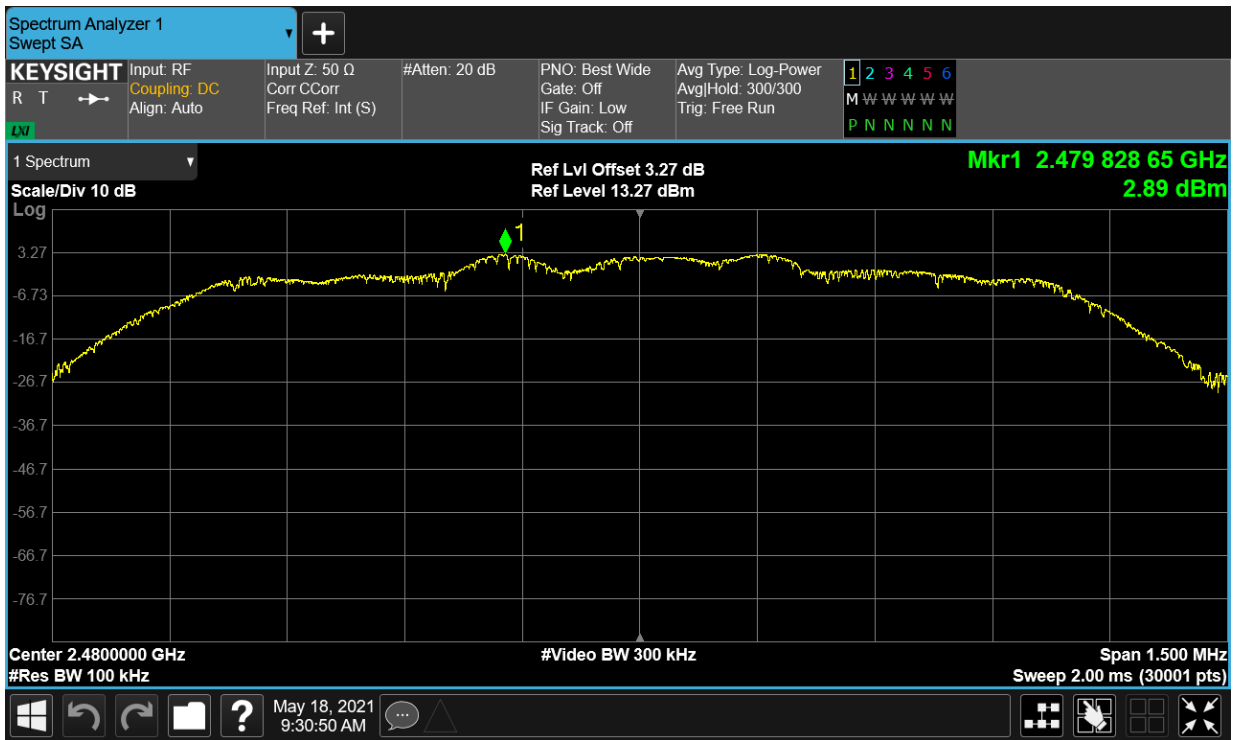 Spectrum Analyzer 1
Swept SA
▼
+
KEYSIGHT
R T
LXI
Input: RF
Coupling: DC
Align: Auto
Input Z: 50 Ω
Corr CCorr
Freq Ref: Int (S)
#Atten: 20 dB
PNO: Best Wide
Gate: Off
IF Gain: Low
Sig Track: Off
Avg Type: Log-Power
Avg|Hold: 300/300
Trig: Free Run
1 2 3 4 5 6
M W W W W W
P N N N N N
1 Spectrum ▼
Scale/Div 10 dB
Ref Lvl Offset 3.27 dB
Ref Level 13.27 dBm
Mkr1 2.479 828 65 GHz
2.89 dBm
Log
1
3.27
-6.73
-16.7
-26.7
-36.7
-46.7
-56.7
-66.7
-76.7
Center 2.4800000 GHz
#Res BW 100 kHz
#Video BW 300 kHz
Span 1.500 MHz
Sweep 2.00 ms (30001 pts)
?
May 18, 2021
9:30:50 AM